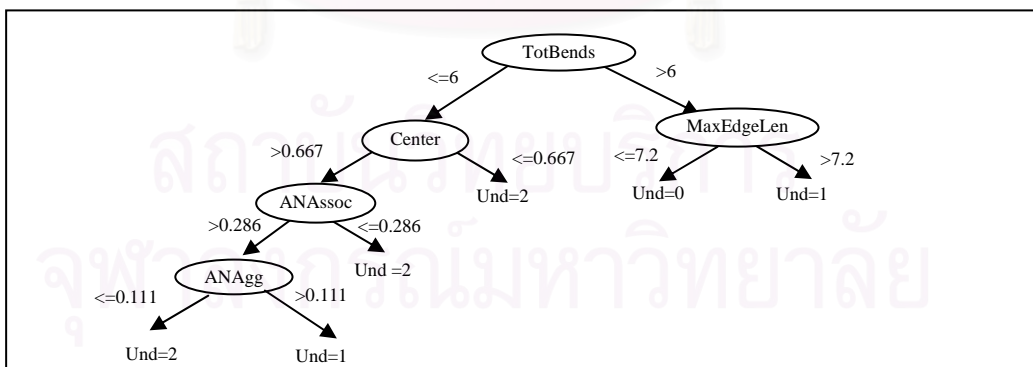 TotBends
<=6
>6
Center
MaxEdgeLen
>0.667
<=0.667
<=7.2
>7.2
Und=2
Und=0
Und=1
ANAssoc
>0.286
<=0.286
Und =2
ANAgg
<=0.111
>0.111
Und=2
Und=1
สถาบันวิทยบริการ
จุฬาลงกรณ์มหาวิทยาลัย